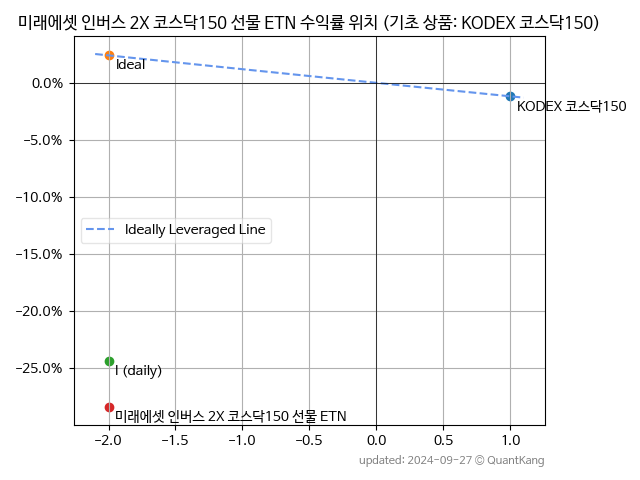 미래에셋 인버스 2X 코스닥150 선물 ETN 수익률 위치 (기초 상품: KODEX 코스닥150)
Ideal
0.0%
KODEX 코스닥150
−5.0%
−10.0%
Ideally Leveraged Line
−15.0%
−20.0%
−25.0%
I (daily)
미래에셋 인버스 2X 코스닥150 선물 ETN
−2.0 −1.5 −1.0 −0.5 0.0 0.5 1.0
updated: 2024-09-27 © QuantKang